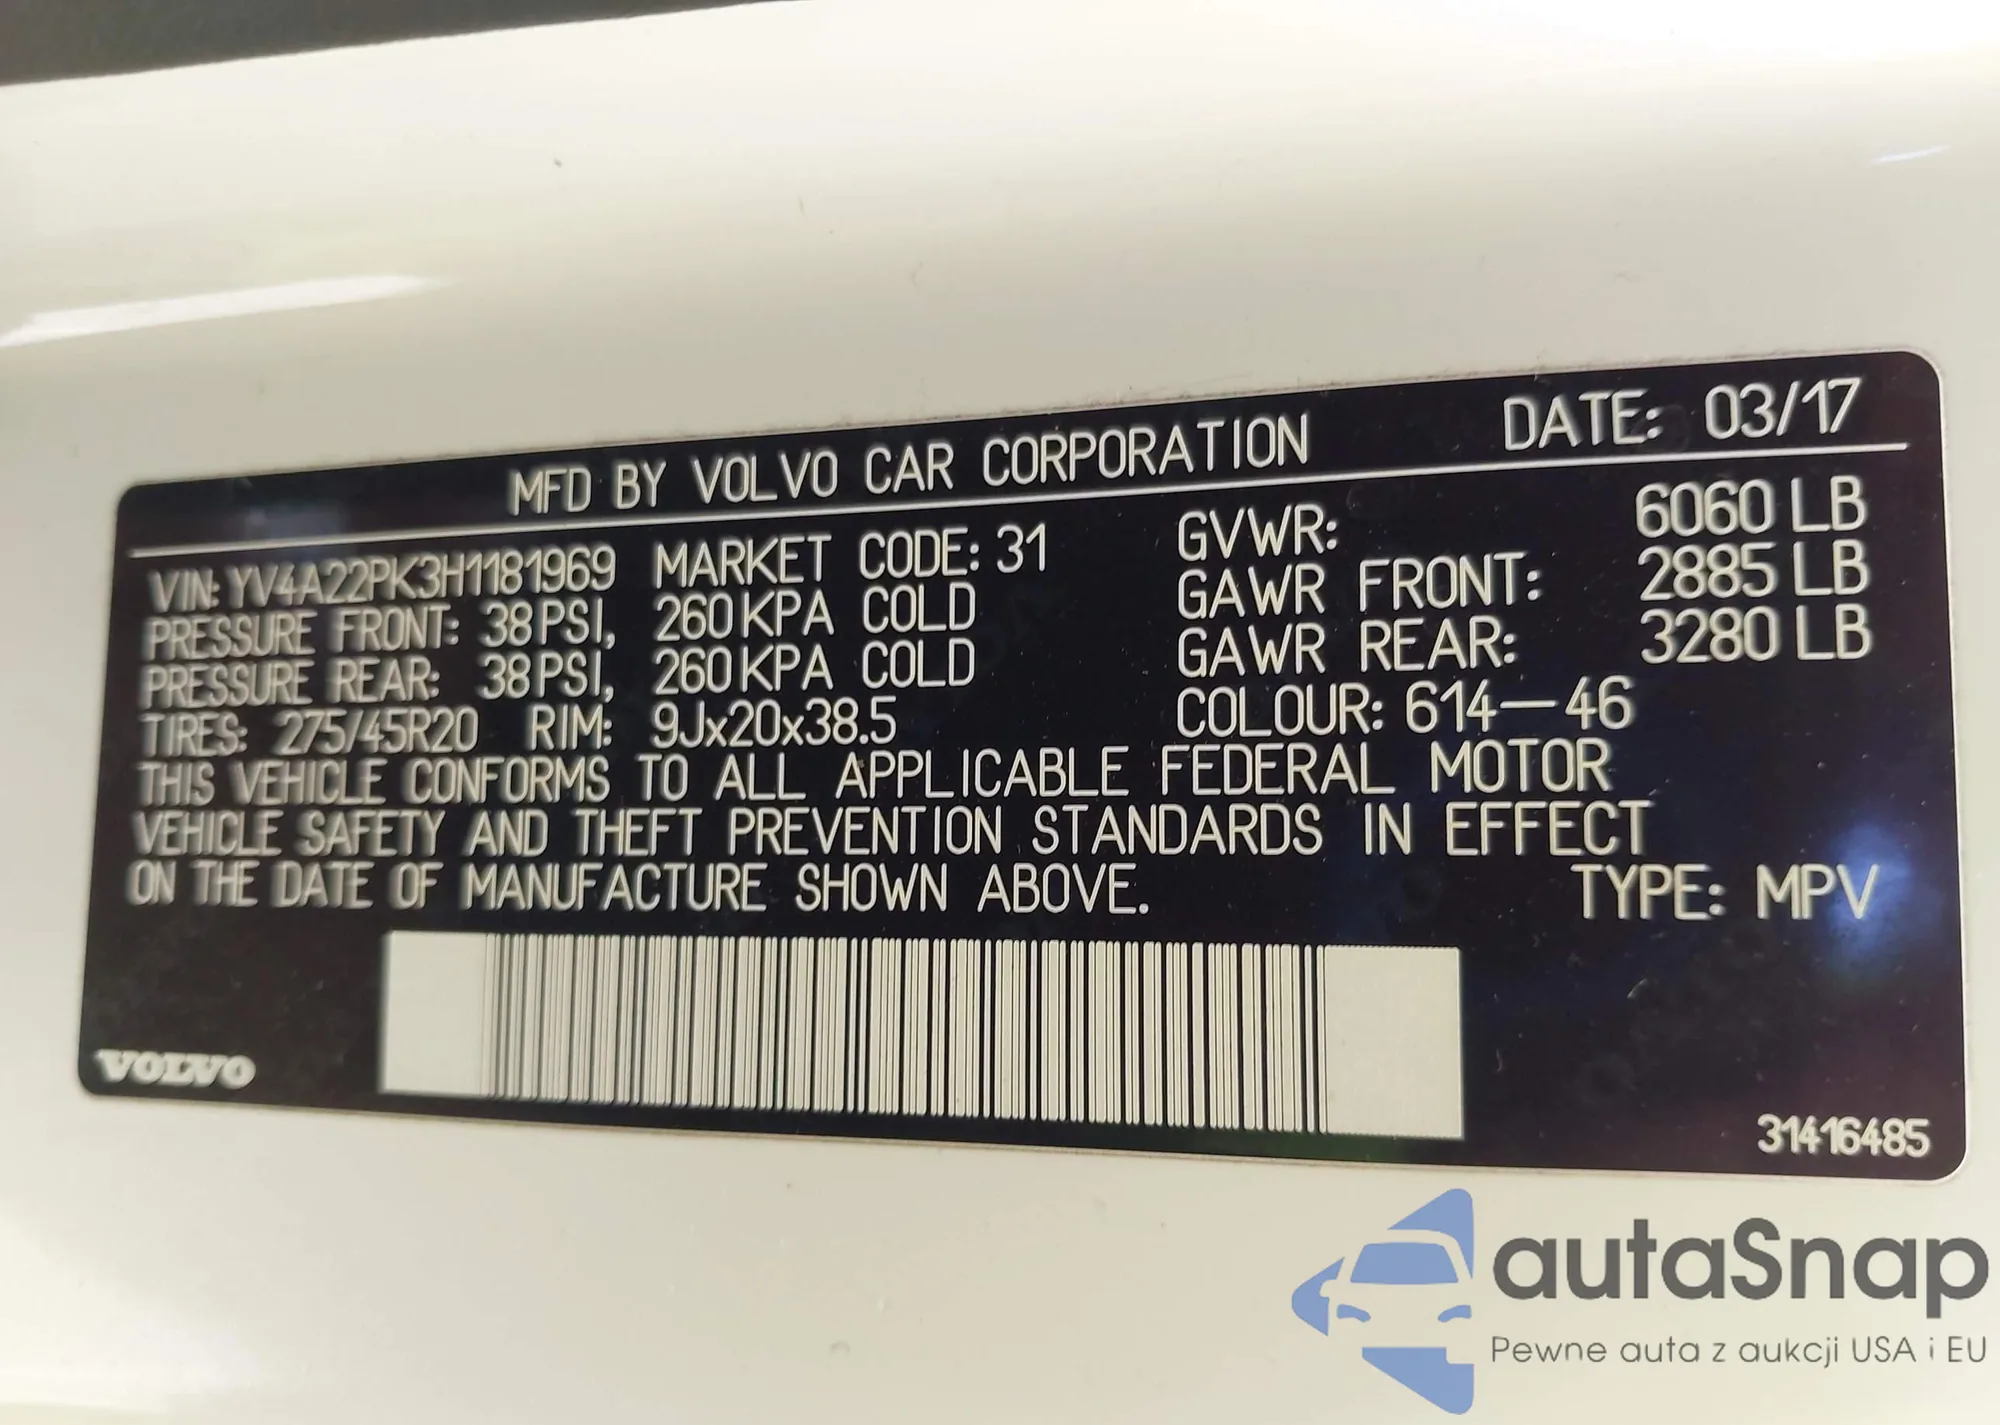 MFD BY VOLVO CAR CORPORATION DATE: 03/17
VIN: YV4A22PK3H1181969 MARKET CODE: 31 GVWR: 6060 LB
PRESSURE FRONT: 38 PSI, 260 KPA COLD GAWR FRONT: 2885 LB
PRESSURE REAR: 38 PSI, 260 KPA COLD GAWR REAR: 3280 LB
TIRES: 275/45R20 RIM: 9Jx20x38.5 COLOUR: 614-46
THIS VEHICLE CONFORMS TO ALL APPLICABLE FEDERAL MOTOR
VEHICLE SAFETY AND THEFT PREVENTION STANDARDS IN EFFECT
ON THE DATE OF MANUFACTURE SHOWN ABOVE. TYPE: MPV
VOLVO
31416485
autaSnap
Pewne auta z aukcji USA i EU